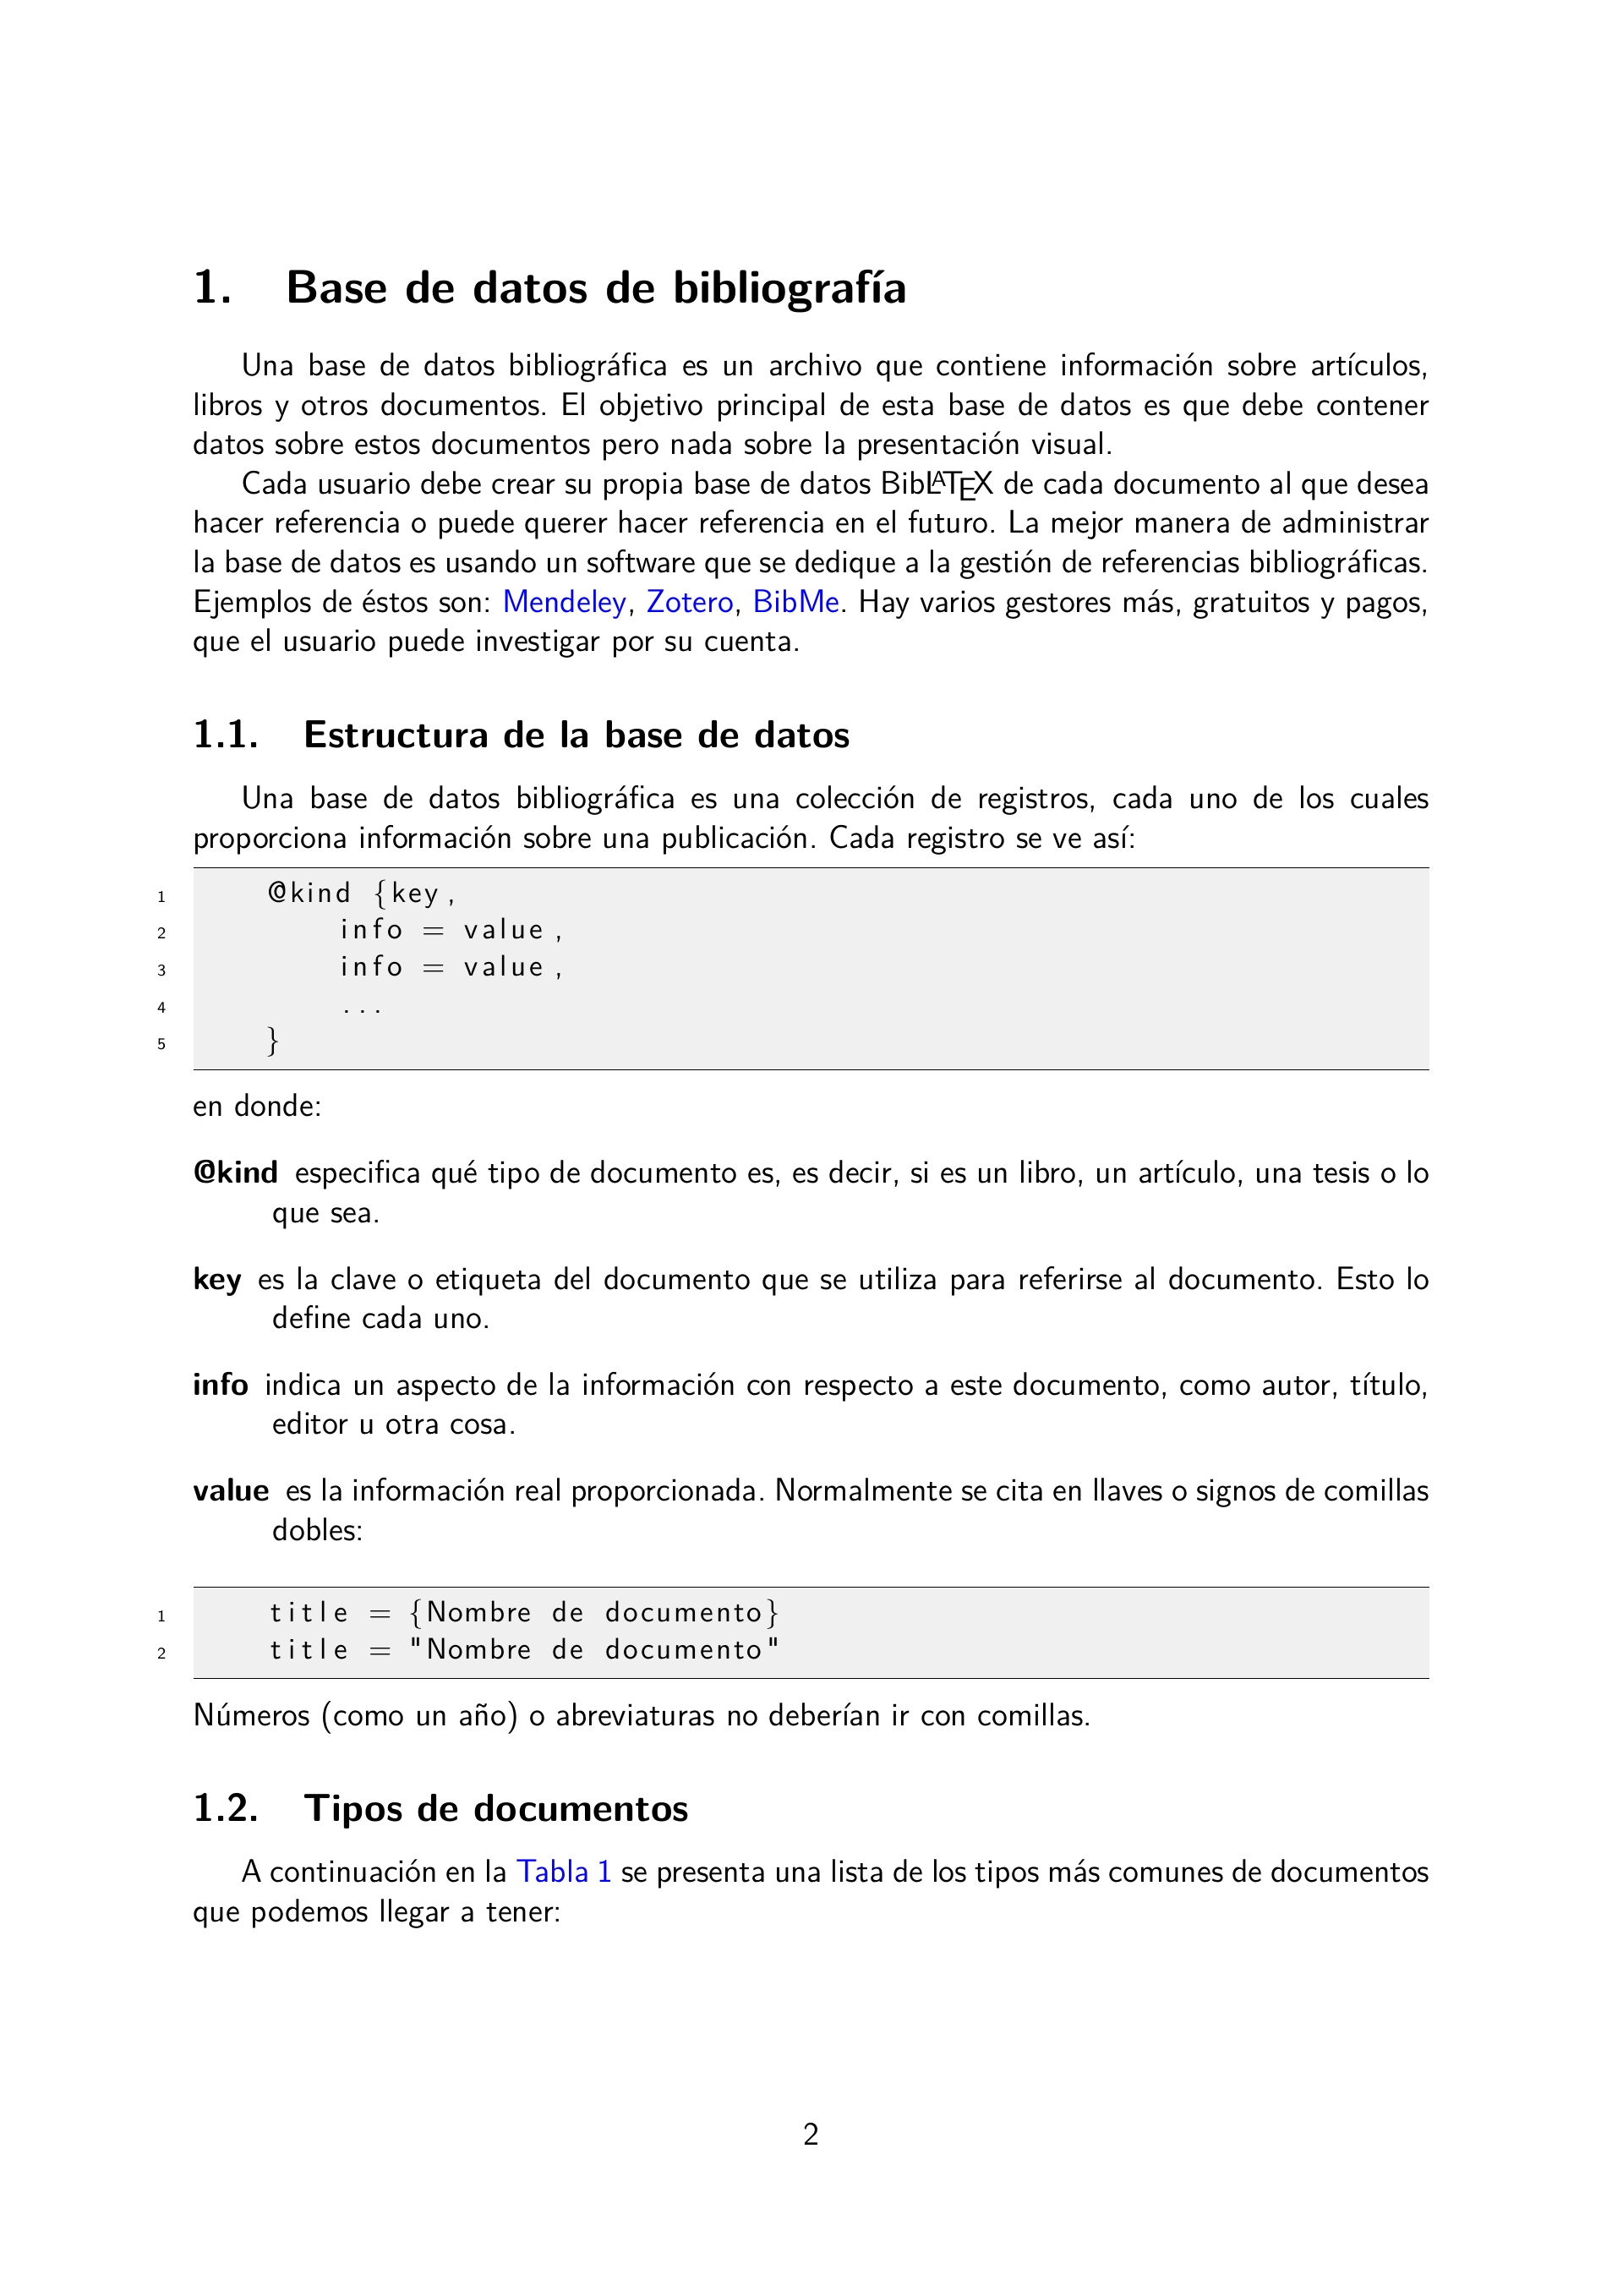 1. Base de datos de bibliografía
Una base de datos bibliográfica es un archivo que contiene información sobre artículos,
libros y otros documentos. El objetivo principal de esta base de datos es que debe contener
datos sobre estos documentos pero nada sobre la presentación visual.
Cada usuario debe crear su propia base de datos BibLATEX de cada documento al que desea
hacer referencia o puede querer hacer referencia en el futuro. La mejor manera de administrar
la base de datos es usando un software que se dedique a la gestión de referencias bibliográficas.
Ejemplos de éstos son: Mendeley, Zotero, BibMe. Hay varios gestores más, gratuitos y pagos,
que el usuario puede investigar por su cuenta.
1.1. Estructura de la base de datos
Una base de datos bibliográfica es una colección de registros, cada uno de los cuales
proporciona información sobre una publicación. Cada registro se ve así:
1 @kind {key,
2 info = value,
3 info = value,
4 ...
5 }
en donde:
@kind especifica qué tipo de documento es, es decir, si es un libro, un artículo, una tesis o lo
que sea.
key es la clave o etiqueta del documento que se utiliza para referirse al documento. Esto lo
define cada uno.
info indica un aspecto de la información con respecto a este documento, como autor, título,
editor u otra cosa.
value es la información real proporcionada. Normalmente se cita en llaves o signos de comillas
dobles:
1 title = {Nombre de documento}
2 title = "Nombre de documento"
Números (como un año) o abreviaturas no deberían ir con comillas.
1.2. Tipos de documentos
A continuación en la Tabla 1 se presenta una lista de los tipos más comunes de documentos
que podemos llegar a tener:
2